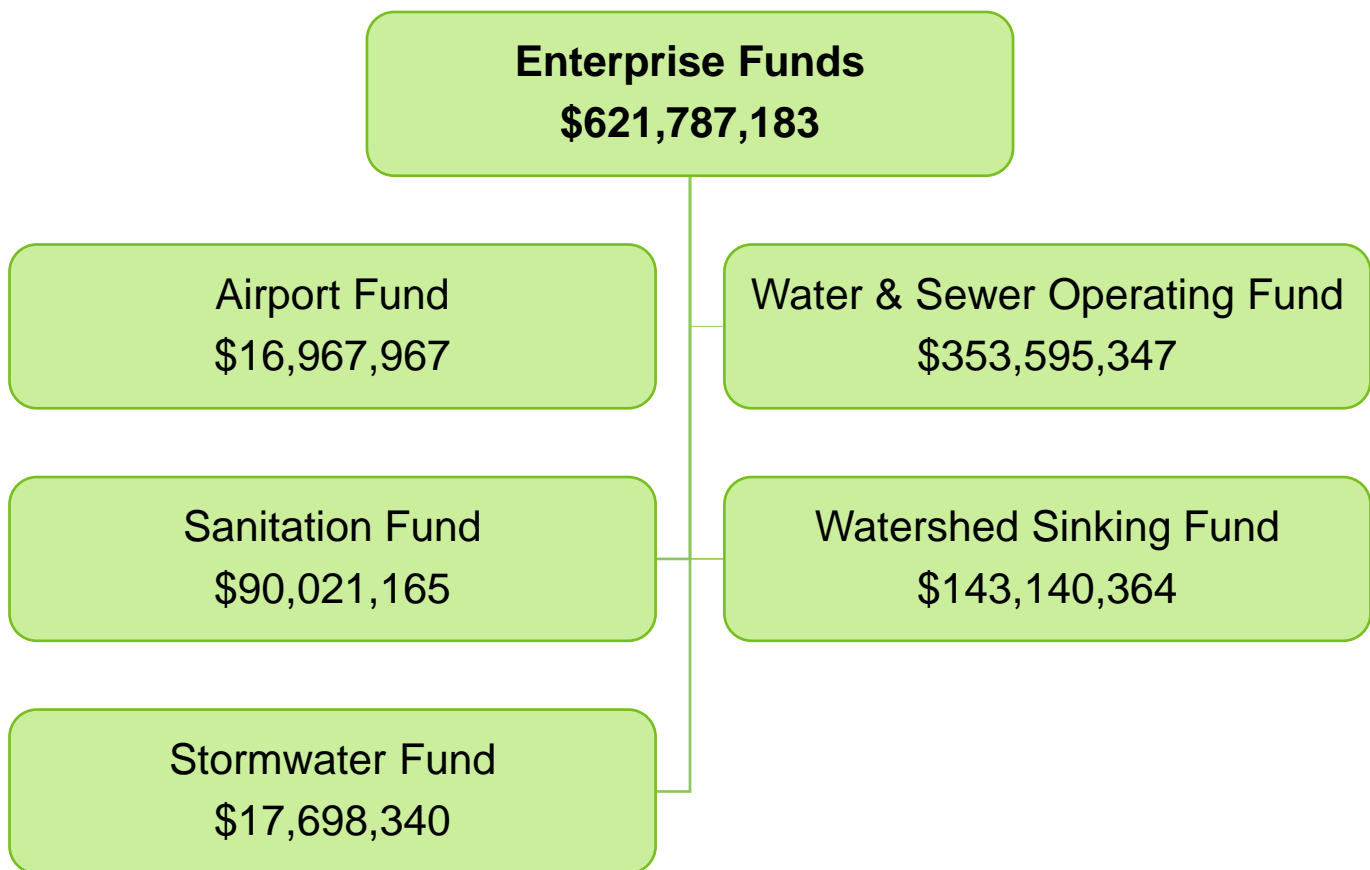 Enterprise Funds
$621,787,183
Airport Fund
$16,967,967
Water & Sewer Operating Fund
$353,595,347
Sanitation Fund
$90,021,165
Watershed Sinking Fund
$143,140,364
Stormwater Fund
$17,698,340